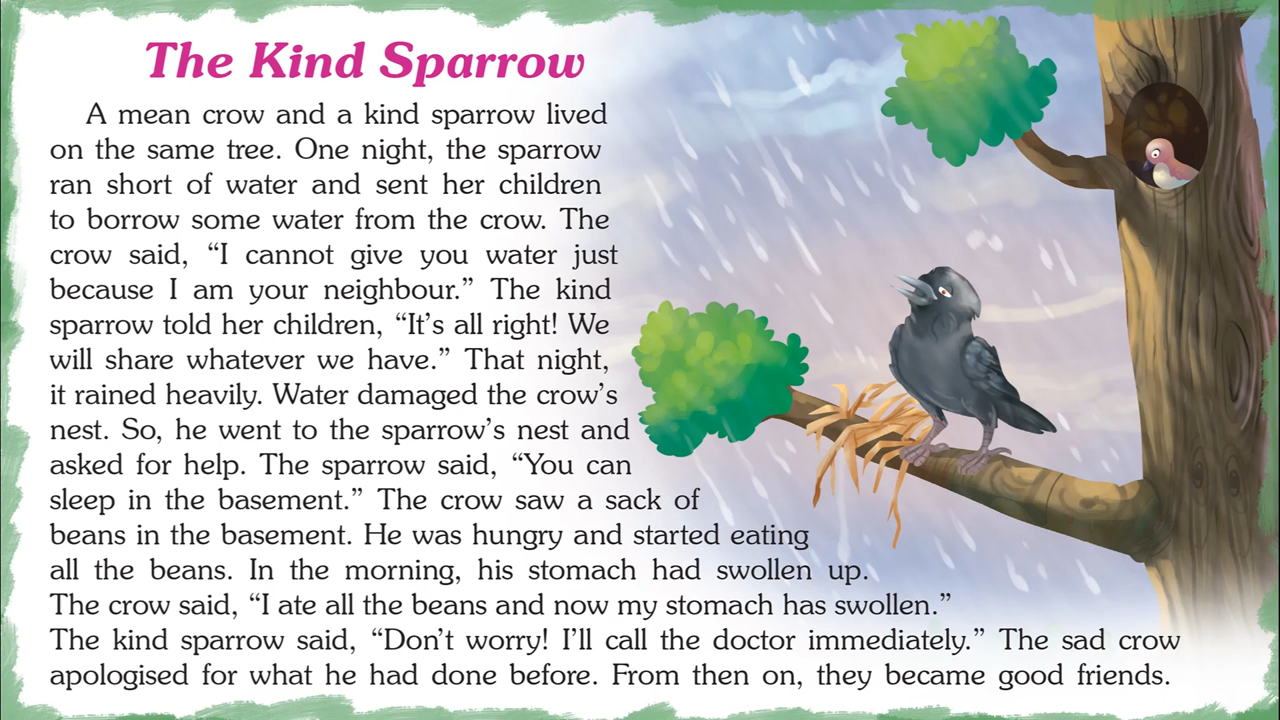 The Kind Sparrow
A mean crow and a kind sparrow lived
on the same tree. One night, the sparrow
ran short of water and sent her children
to borrow some water from the crow. The
crow said, “I cannot give you water just
because I am your neighbour.” The kind
sparrow told her children, “It’s all right! We
will share whatever we have.” That night,
it rained heavily. Water damaged the crow’s
nest. So, he went to the sparrow’s nest and
asked for help. The sparrow said, “You can
sleep in the basement.” The crow saw a sack of
beans in the basement. He was hungry and started eating
all the beans. In the morning, his stomach had swollen up.
The crow said, “I ate all the beans and now my stomach has swollen.”
The kind sparrow said, “Don’t worry! I’ll call the doctor immediately.” The sad crow
apologised for what he had done before. From then on, they became good friends.